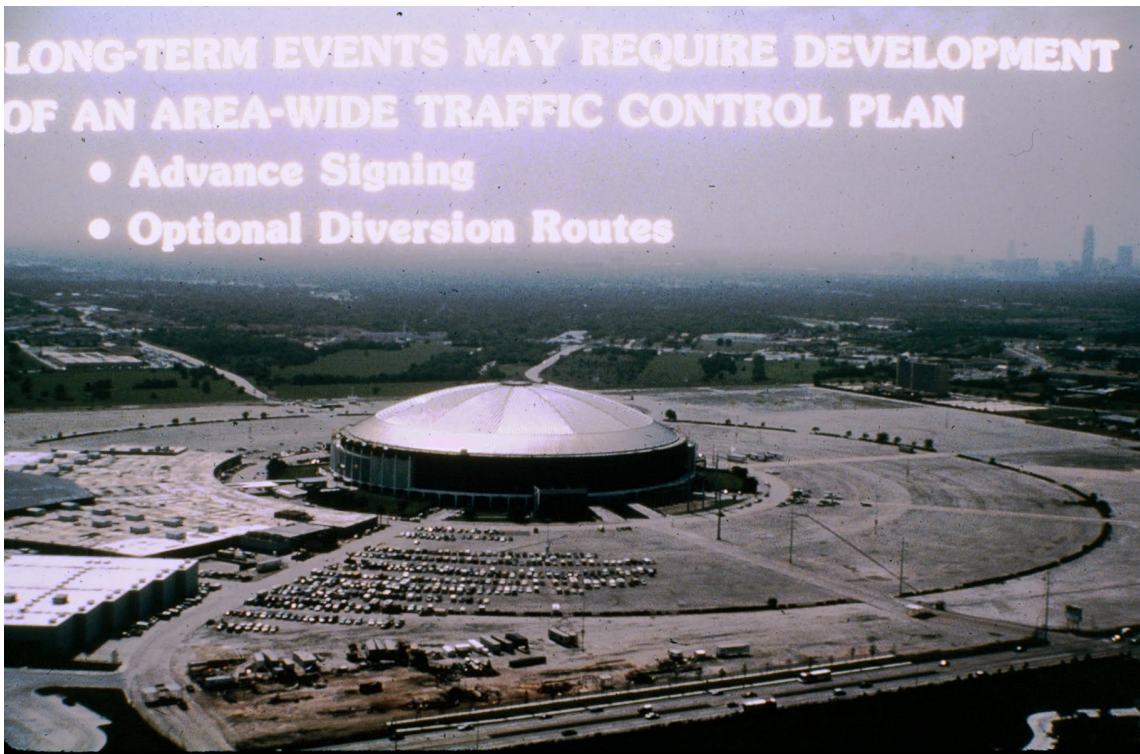 LONG-TERM EVENTS MAY REQUIRE DEVELOPMENT
OF AN AREA-WIDE TRAFFIC CONTROL PLAN
• Advance Signing
• Optional Diversion Routes